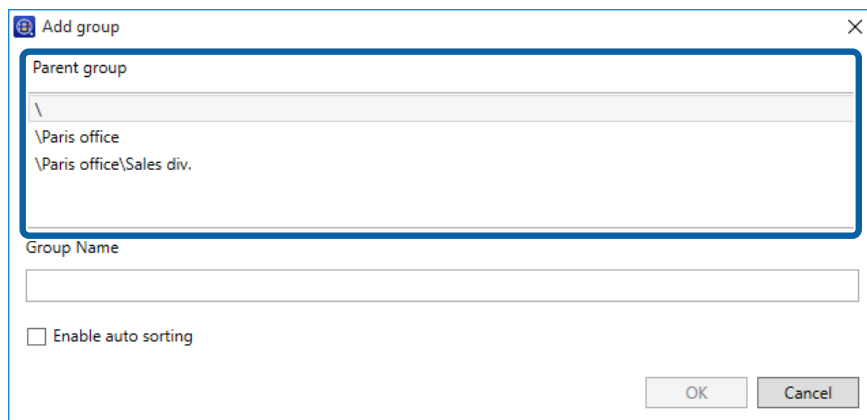 Add group
Parent group
\
\Paris office
\Paris office\Sales div.
Group Name
Enable auto sorting
OK
Cancel